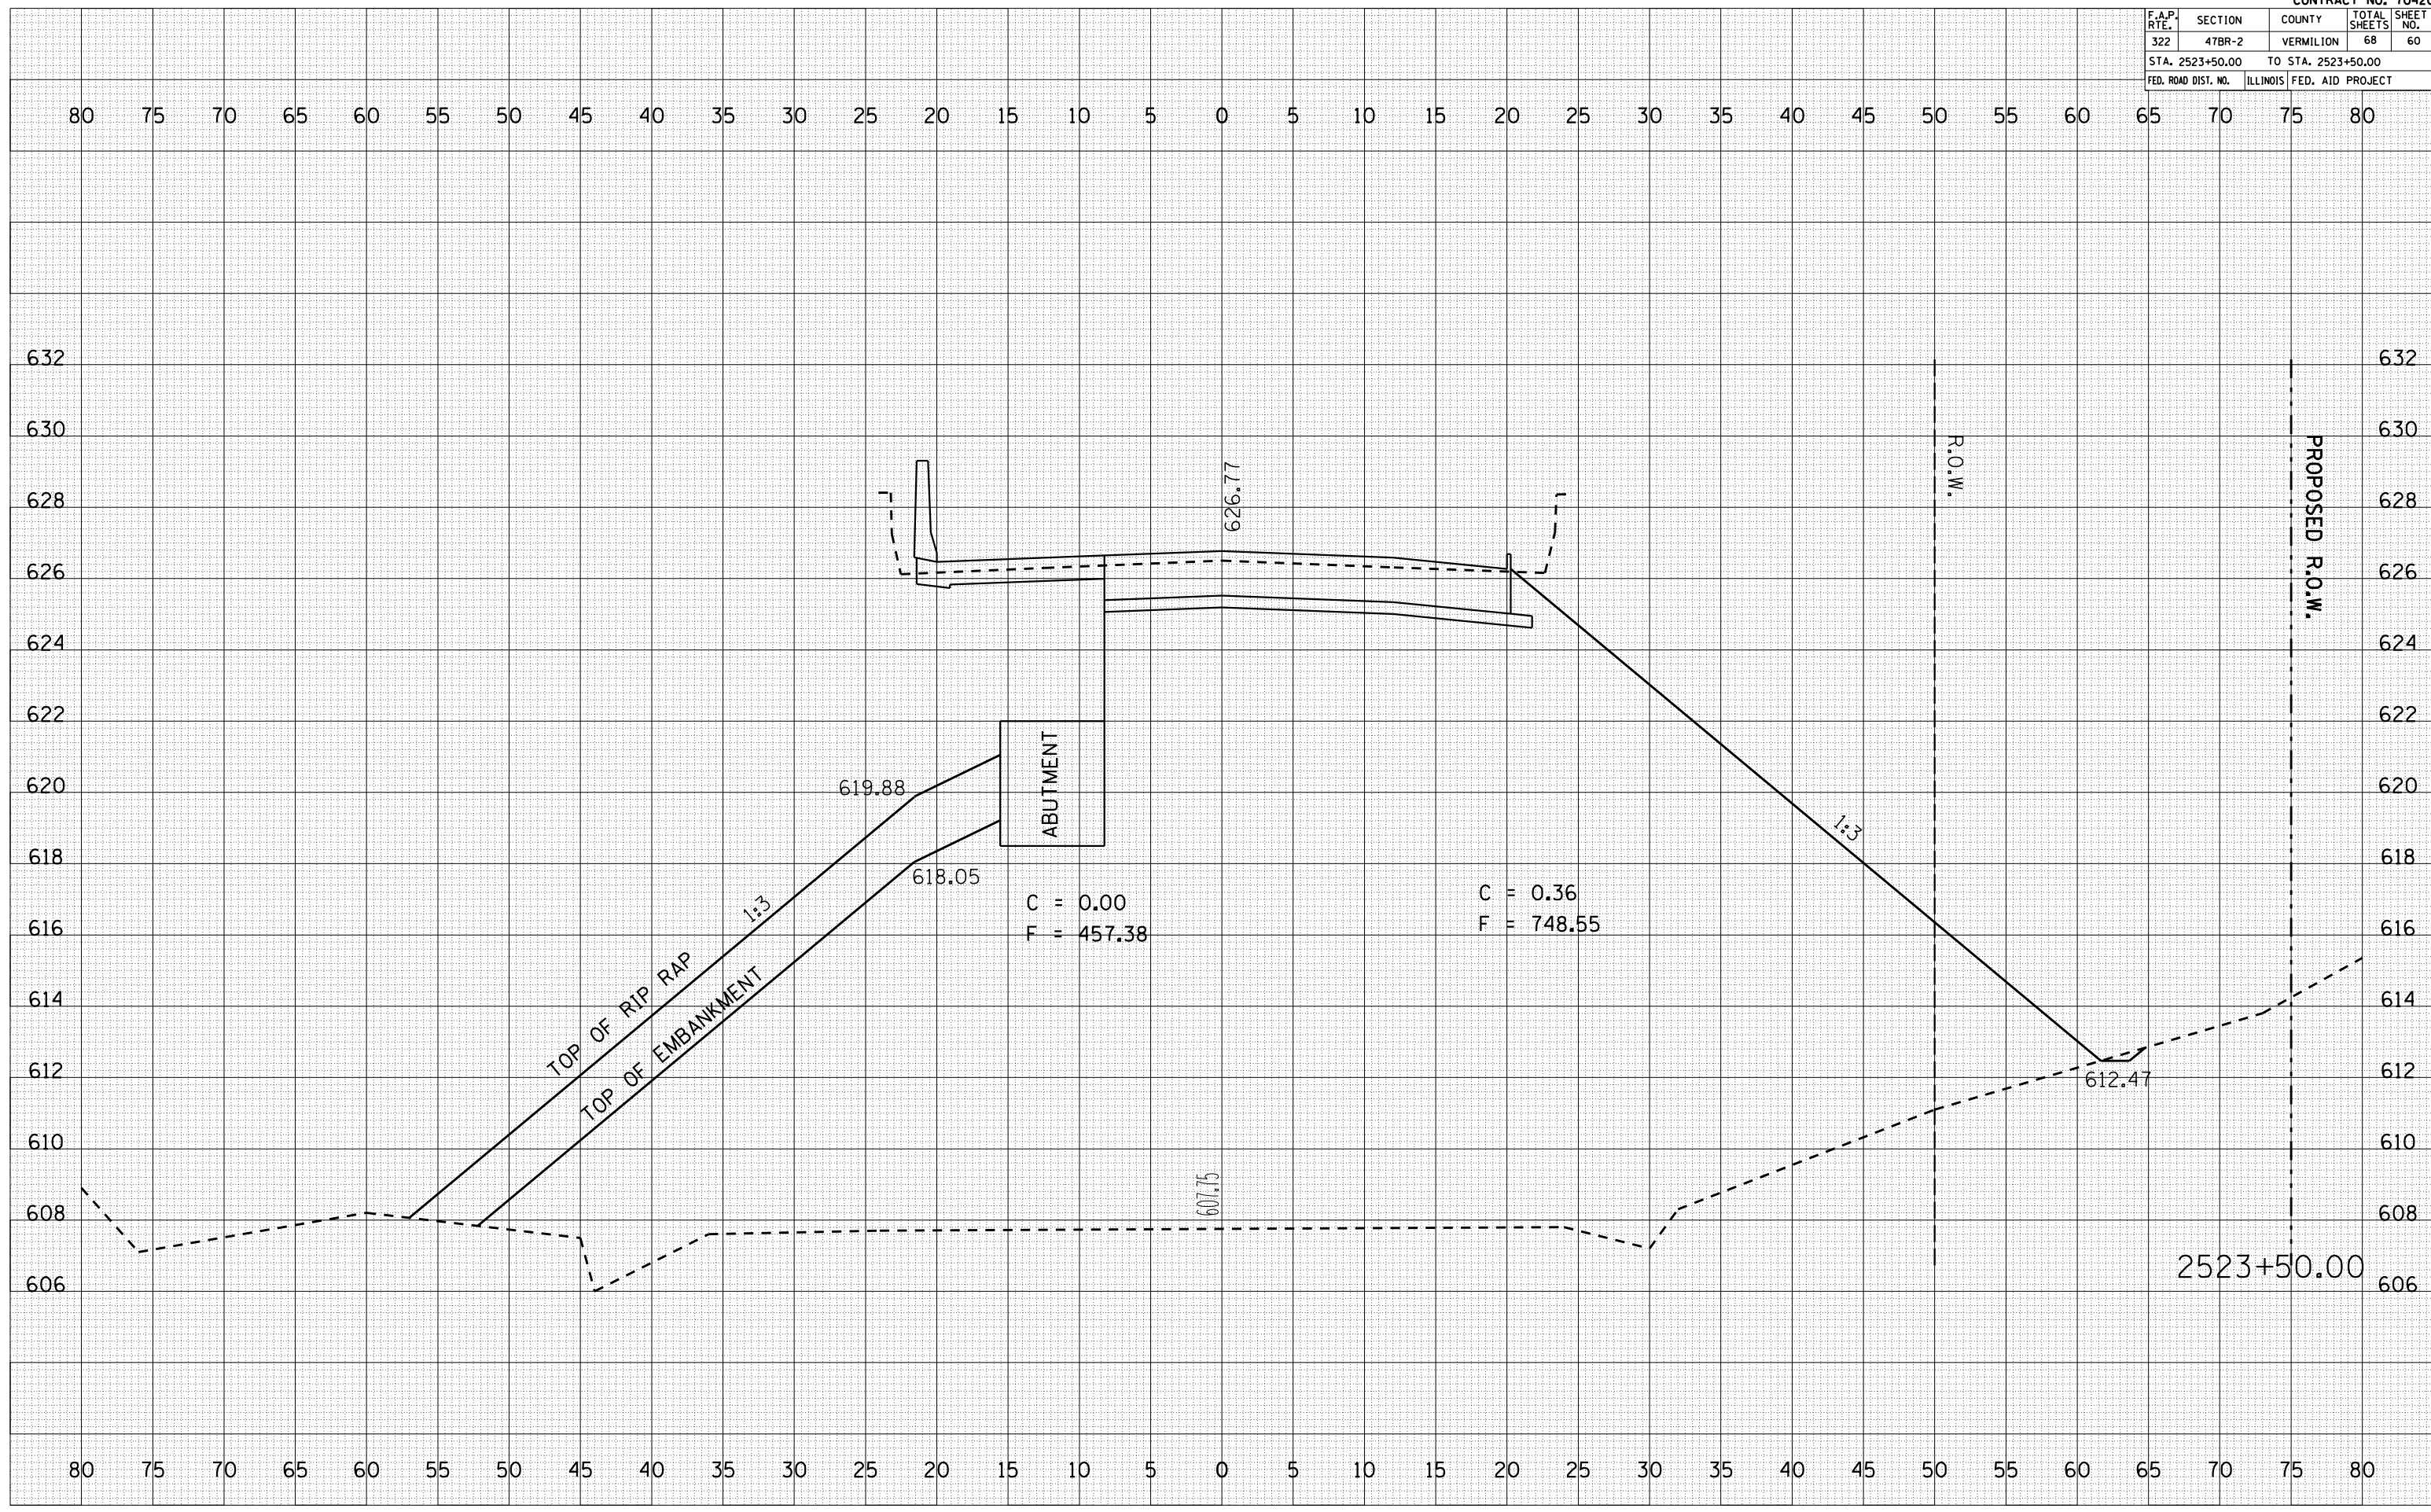 CONTRACT NO.
F.A.P. RTE. SECTION COUNTY TOTAL SHEETS SHEET NO.
322 47BR-2 VERMILION 68 60
STA. 2523+50.00 TO STA. 2523+50.00
FED. ROAD DIST. NO. ILLINOIS FED. AID PROJECT
80 75 70 65 60 55 50 45 40 35 30 25 20 15 10 5 0 5 10 15 20 25 30 35 40 45 50 55 60 65 70 75 80
632 632
630 630
R.O.W.
PROPOSED R.O.W.
626.77
628 628
626 626
624 624
622 622
ABUTMENT
619.88
620 620
1:3
618 618
618.05
1:3
C = 0.00
F = 457.38
C = 0.36
F = 748.55
616 616
TOP OF RIP RAP
TOP OF EMBANKMENT
614 614
612 612
612.47
610 610
607.75
608 608
2523+50.00
606 606
80 75 70 65 60 55 50 45 40 35 30 25 20 15 10 5 0 5 10 15 20 25 30 35 40 45 50 55 60 65 70 75 80